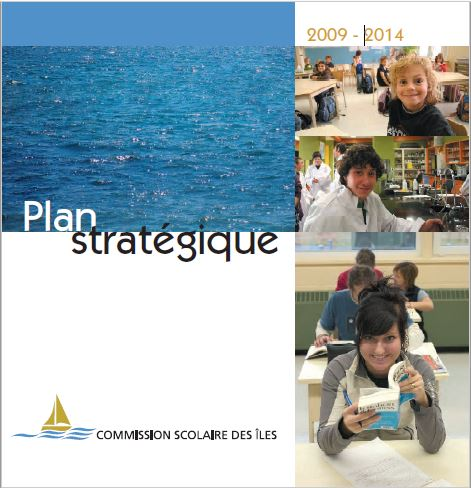 2009 - 2014
Plan
stratégique
COMMISSION SCOLAIRE DES ÎLES